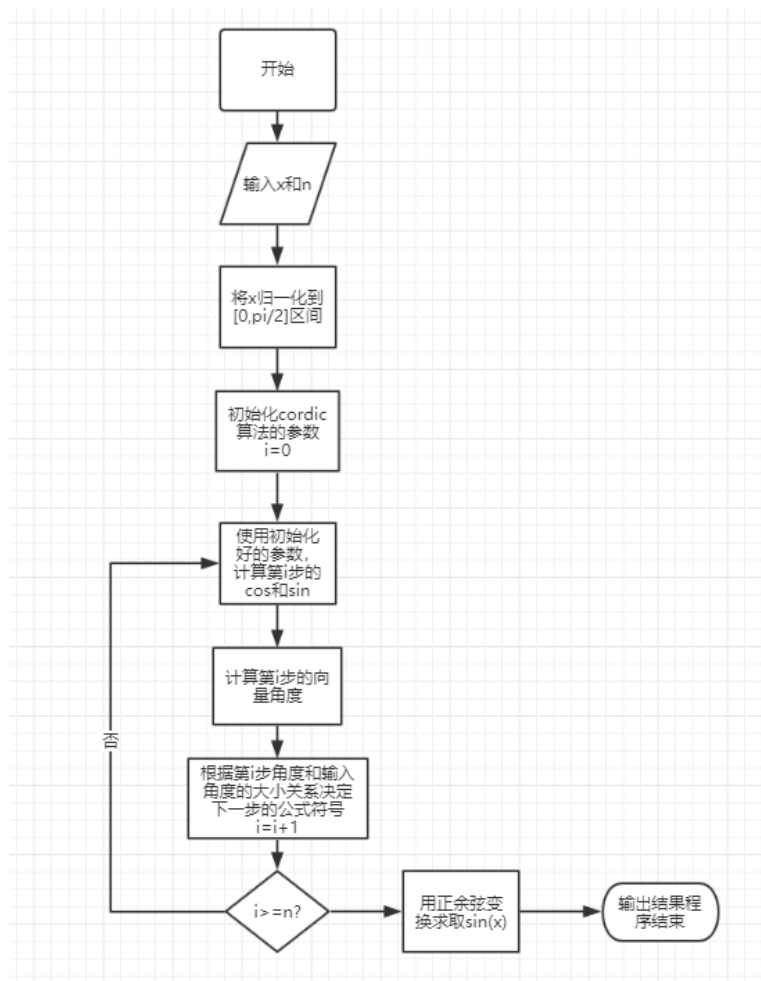 开始
输入x和n
将x归一化到
[0,pi/2]区间
初始化cordic
算法的参数
i=0
使用初始化
好的参数，
计算第i步的
cos和sin
计算第i步的向
量角度
根据第i步角度和输入
角度的大小关系决定
下一步的公式符号
i=i+1
否
i>=n?
用正余弦变
换求取sin(x)
输出结果程
序结束